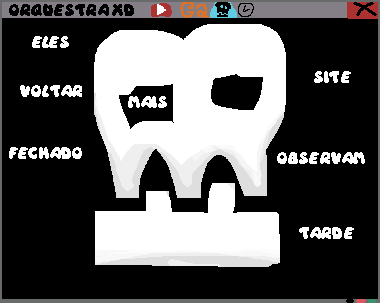 ORQUESTRAXD
ELES
SITE
VOLTAR
MAIS
FECHADO
OBSERVAM
TARDE